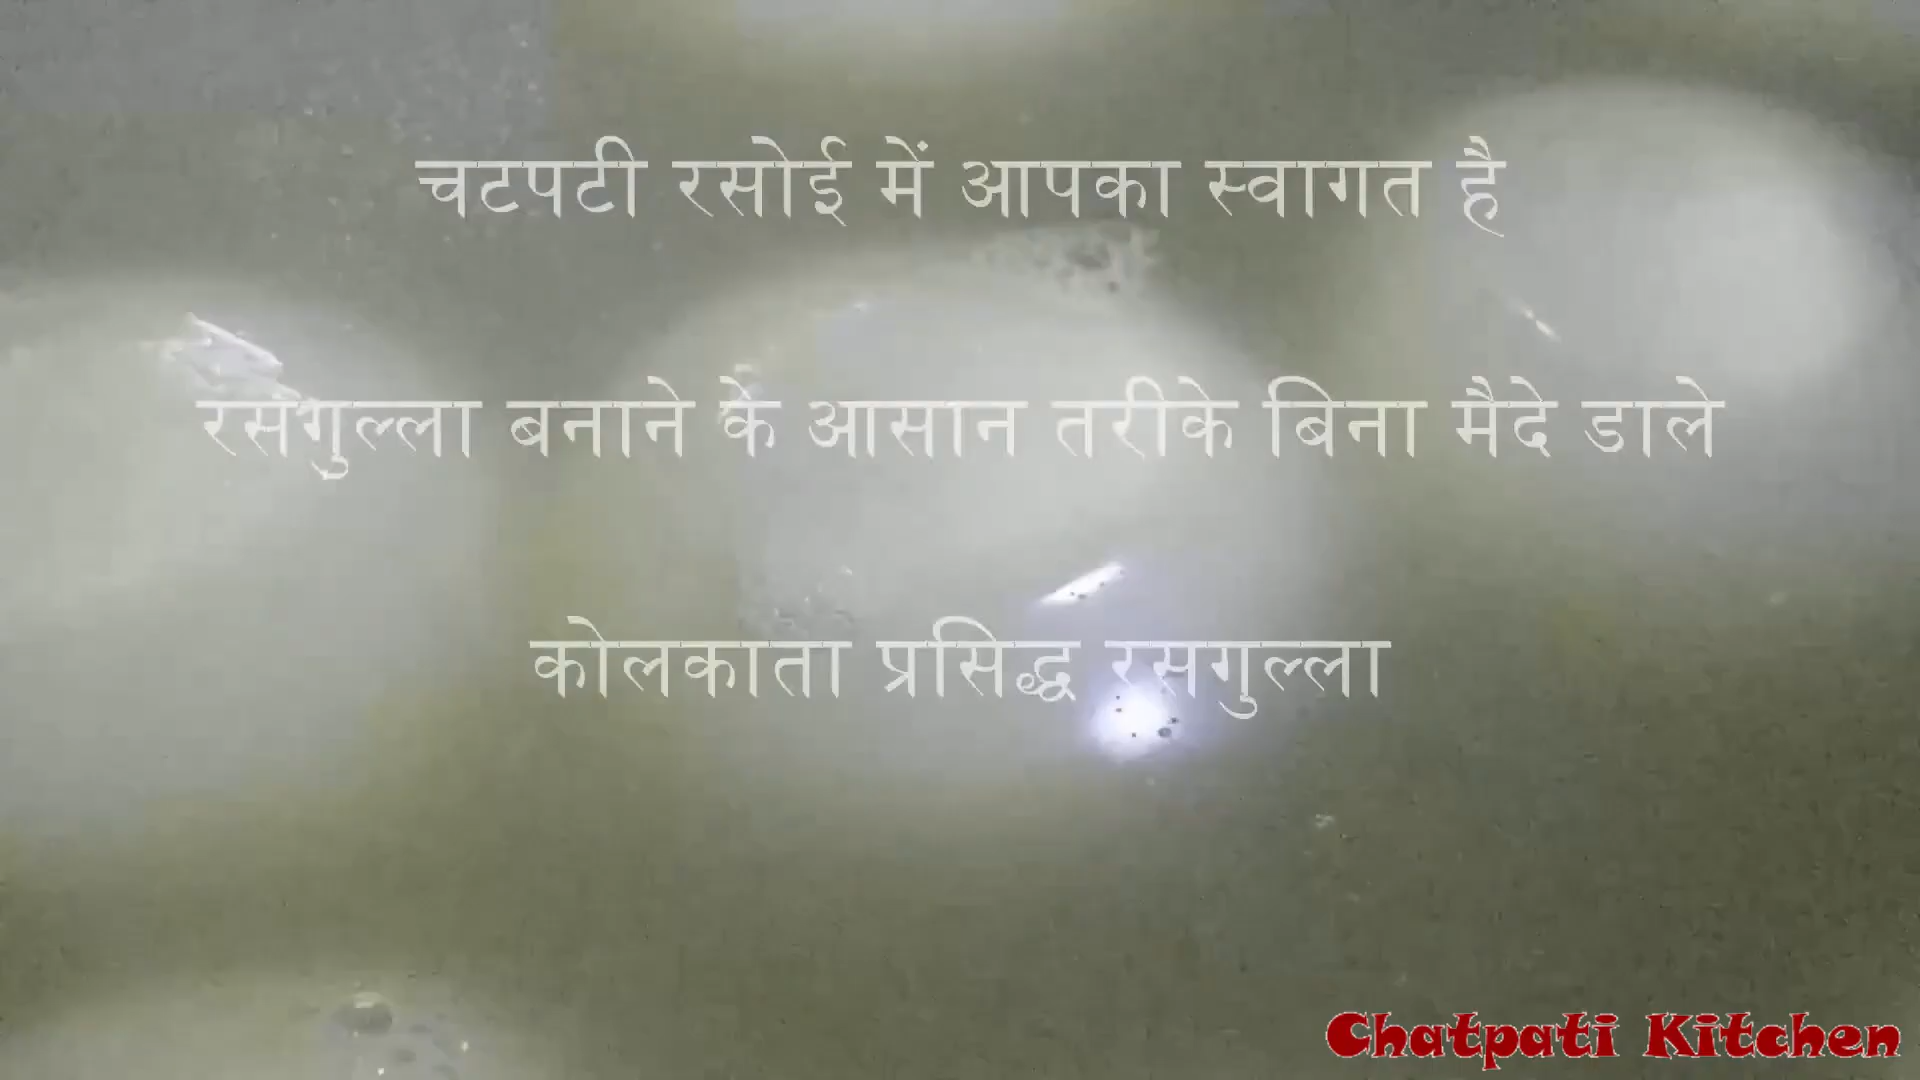 चटपटी रसोई में आपका स्वागत है
रसगुल्ला बनाने के आसान तरीके बिना मैदे डाले
कोलकाता प्रसिद्ध रसगुल्ला
Chatpati Kitchen